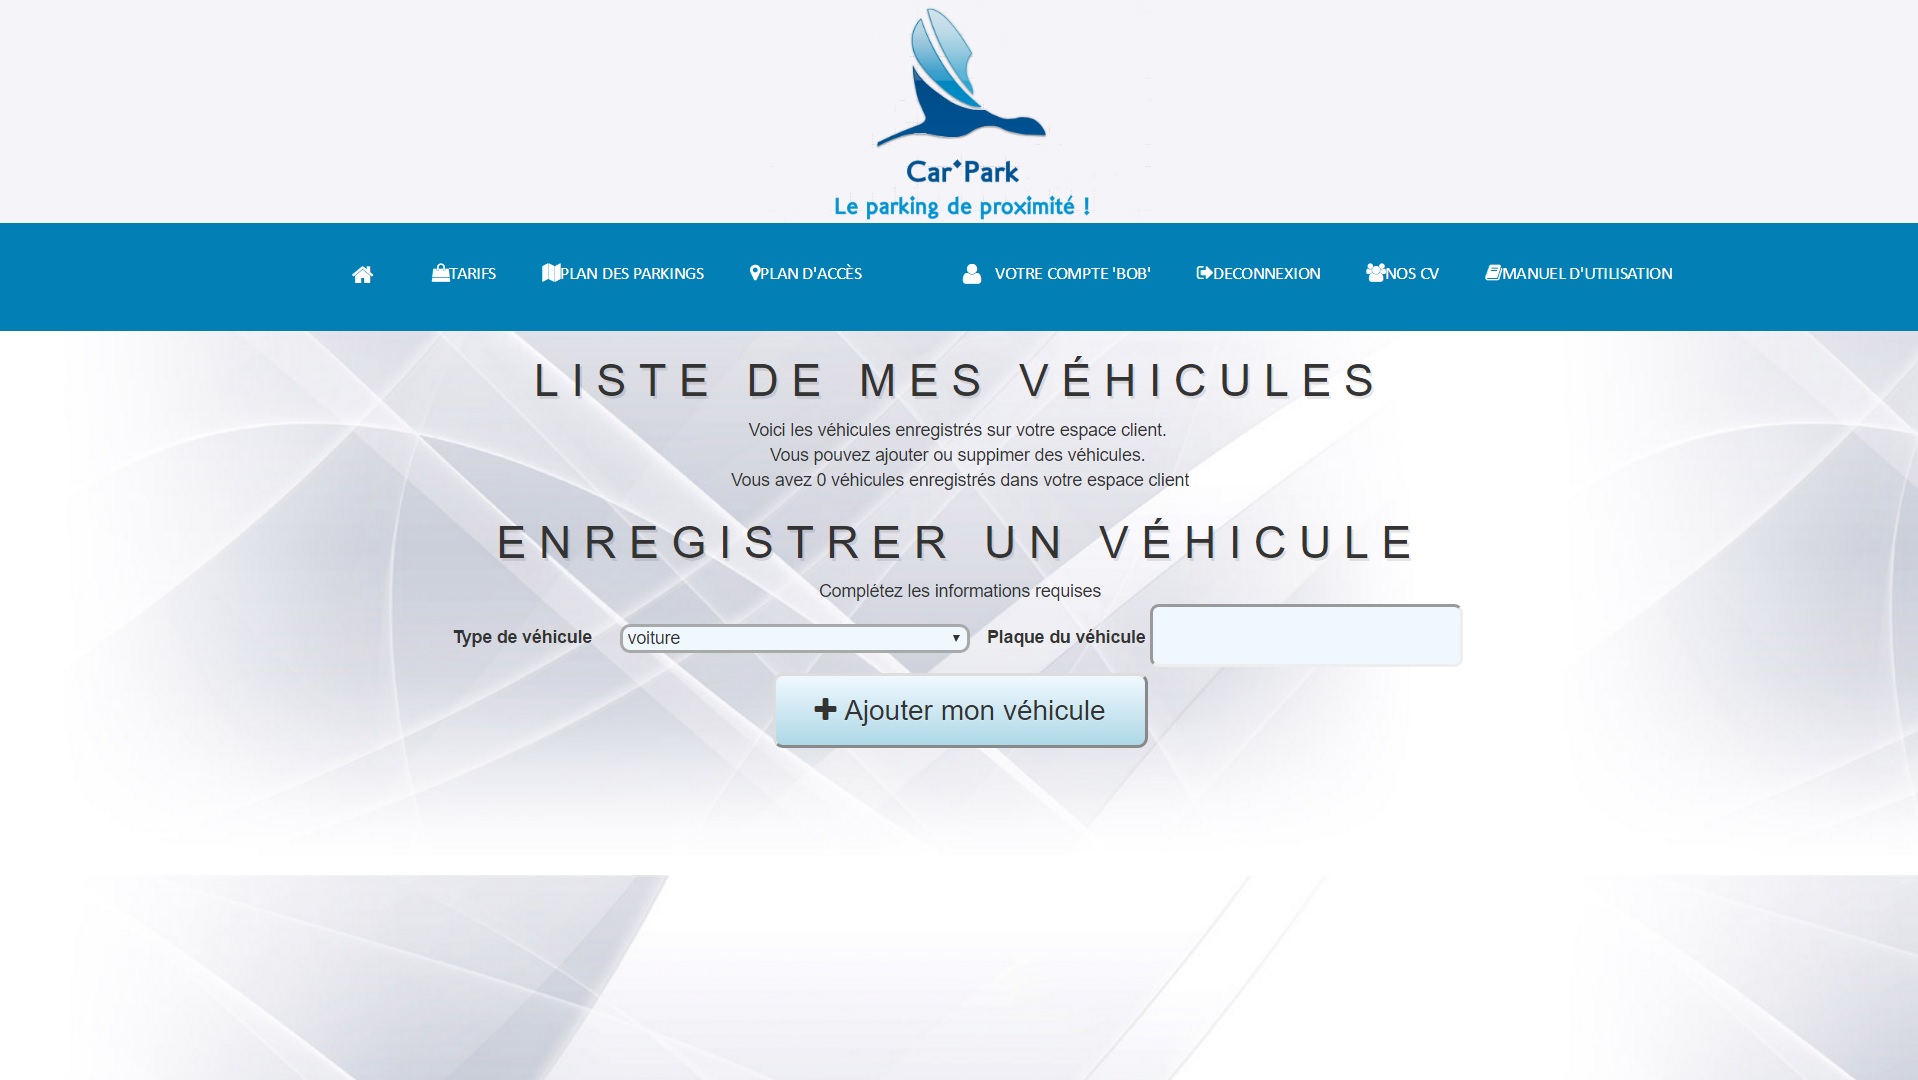 Car*Park
Le parking de proximité !
TARIFS PLAN DES PARKINGS PLAN D'ACCÈS VOTRE COMPTE 'BOB' DECONNEXION NOS CV MANUEL D'UTILISATION
LISTE DE MES VÉHICULES
Voici les véhicules enregistrés sur votre espace client.
Vous pouvez ajouter ou suppimer des véhicules.
Vous avez 0 véhicules enregistrés dans votre espace client
ENREGISTRER UN VÉHICULE
Complétez les informations requises
Type de véhicule voiture Plaque du véhicule
Ajouter mon véhicule